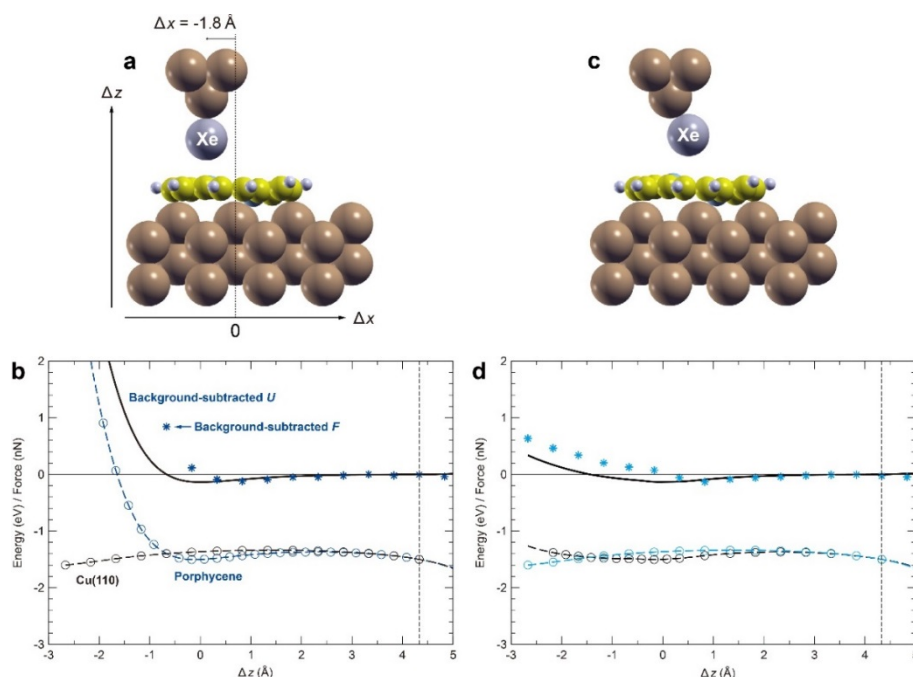 Δx = -1.8 Å
a
c
Δz
Xe
Xe
0
Δx
b
d
Background-subtracted U
Background-subtracted F
Cu(110)
Porphycene
Energy (eV) / Force (nN)
2
1
0
-1
-2
-3
-3 -2 -1 0 1 2 3 4 5
Δz (Å)
Energy (eV) / Force (nN)
2
1
0
-1
-2
-3
-3 -2 -1 0 1 2 3 4 5
Δz (Å)